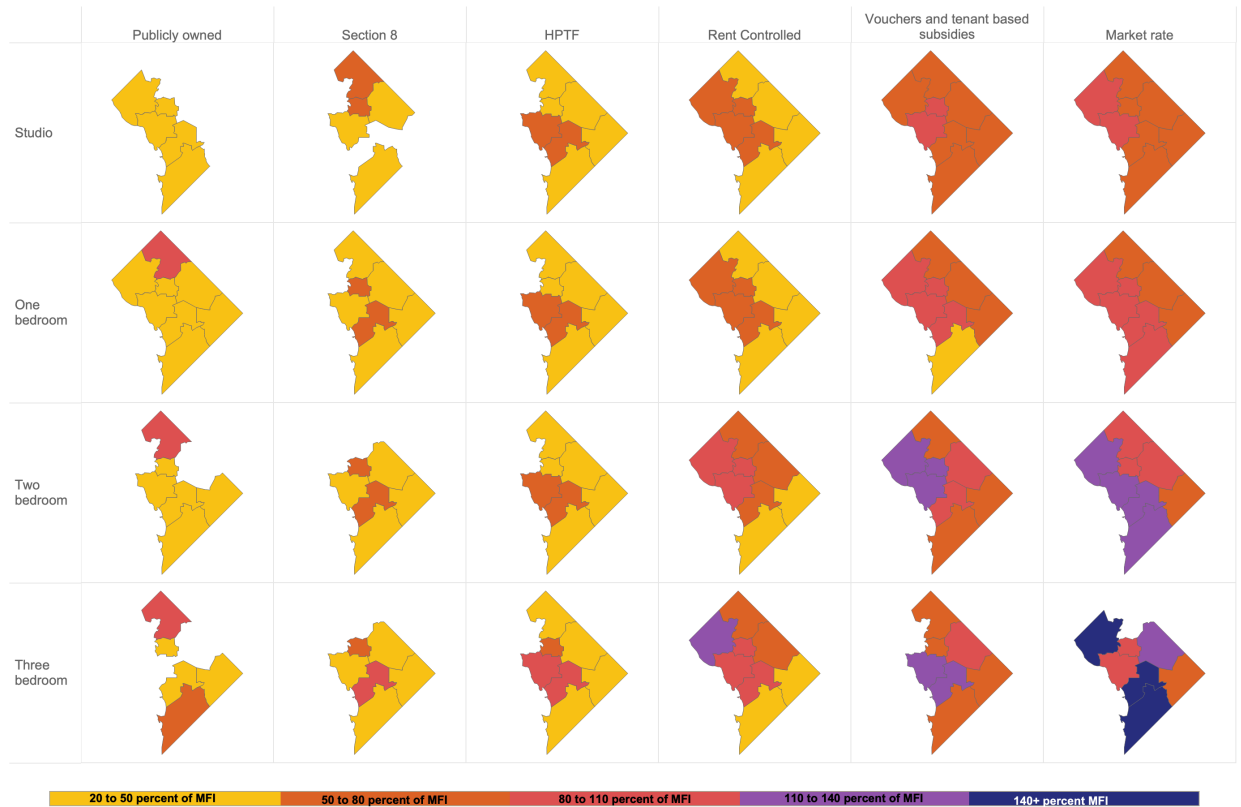 Publicly owned
Section 8
HPTF
Rent Controlled
Vouchers and tenant based
subsidies
Market rate
Studio
One
bedroom
Two
bedroom
Three
bedroom
20 to 50 percent of MFI
50 to 80 percent of MFI
80 to 110 percent of MFI
110 to 140 percent of MFI
140+ percent MFI